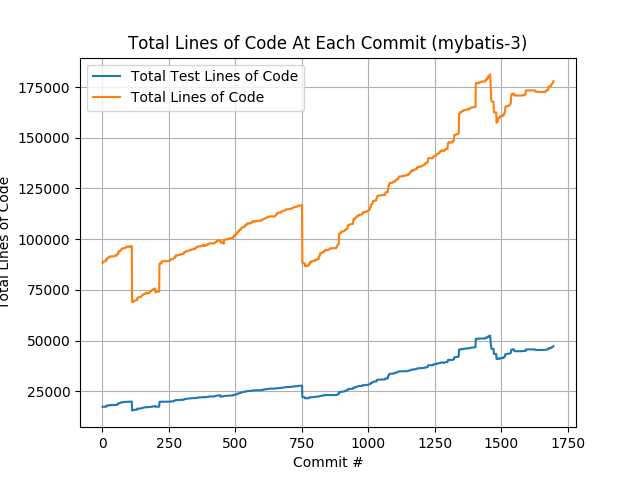 Total Lines of Code At Each Commit (mybatis-3)
Total Test Lines of Code
Total Lines of Code
175000
150000
125000
100000
75000
50000
25000
Total Lines of Code
0 250 500 750 1000 1250 1500 1750
Commit #